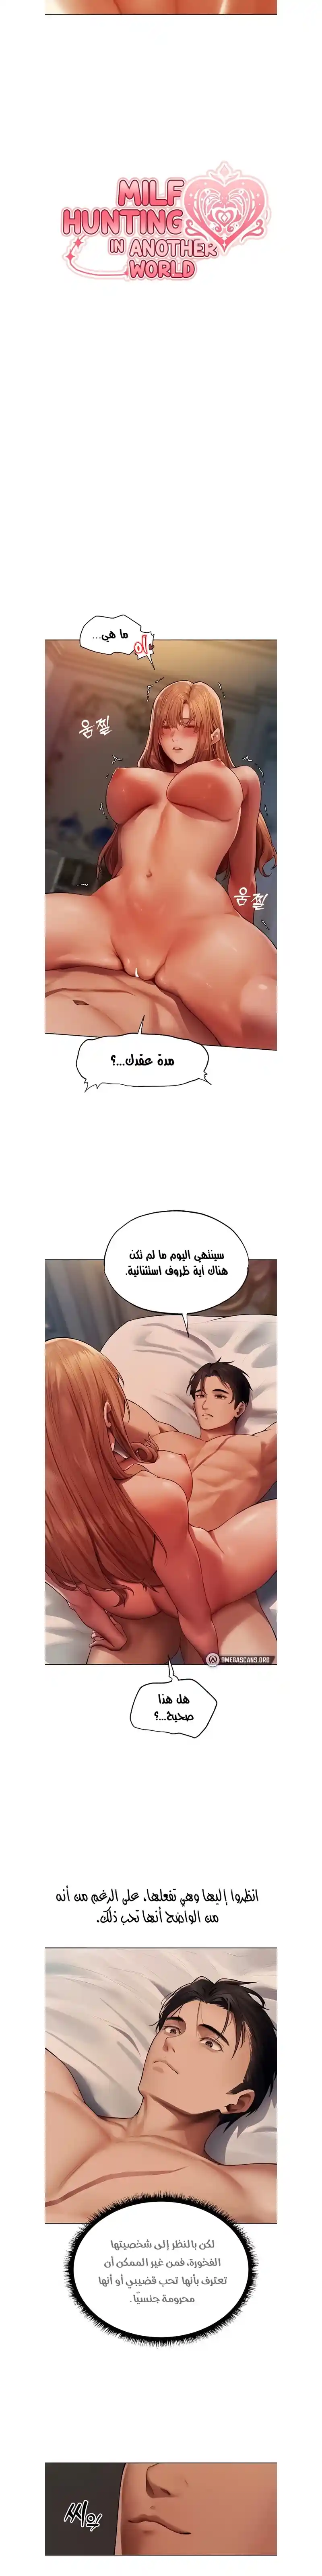 MILF
HUNTING
IN ANOTHER
WORLD
ما هي...
آه
움찔
움찔
مدة عقدك...؟
سينتهي اليوم ما لم تكن
هناك أية ظروف استثنائية.
OMEGASCANS.ORG
هل هذا
صحيح...؟
انظروا إليها وهي تفعلها، على الرغم من أنه
من الواضح أنها تحب ذلك.
لكن بالنظر إلى شخصيتها
الفخورة، فمن غير الممكن أن
تعترف بأنها تحب قضيبي أو أنها
محرومة جنسيًا.
씨익